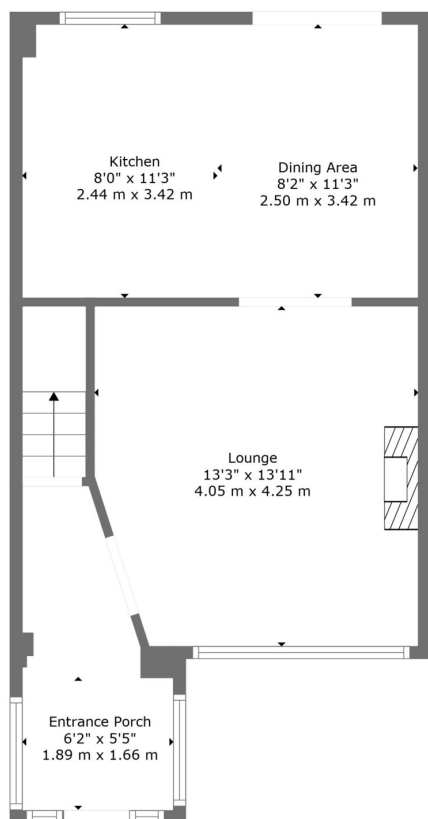 Kitchen
8'0" x 11'3"
2.44 m x 3.42 m
Dining Area
8'2" x 11'3"
2.50 m x 3.42 m
Lounge
13'3" x 13'11"
4.05 m x 4.25 m
Entrance Porch
6'2" x 5'5"
1.89 m x 1.66 m